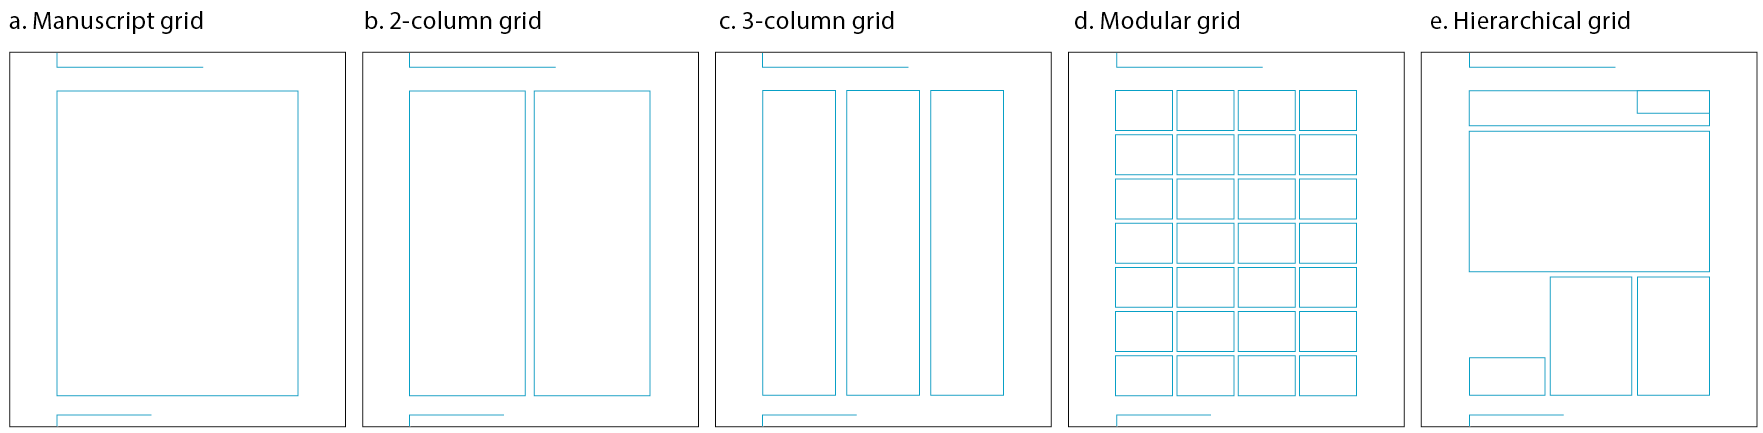 a. Manuscript grid
b. 2-column grid
c. 3-column grid
d. Modular grid
e. Hierarchical grid